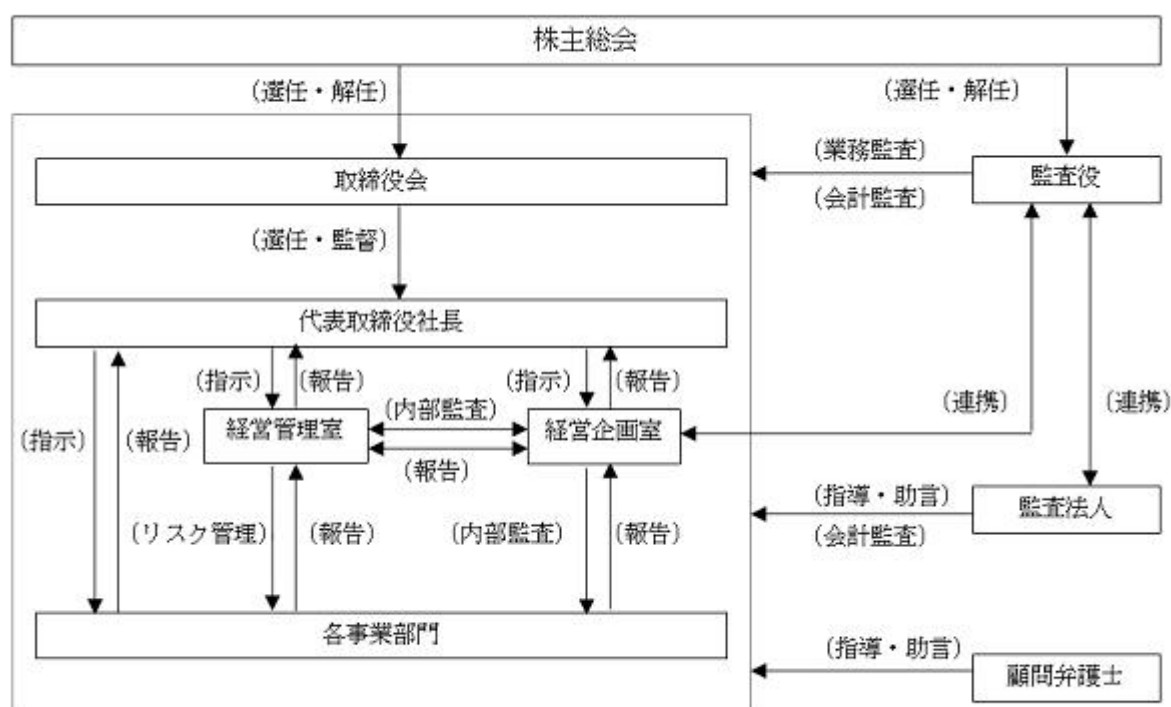 株主総会
（選任・解任）
（選任・解任）
（業務監査）
取締役会
監査役
（会計監査）
（選任・監督）
代表取締役社長
（指示）
（報告）
（指示）
（報告）
（内部監査）
（連携）
（連携）
経営管理室
経営企画室
（指示）
（報告）
（報告）
（指導・助言）
監査法人
（リスク管理）
（報告）
（内部監査）
（報告）
（会計監査）
各事業部門
（指導・助言）
顧問弁護士